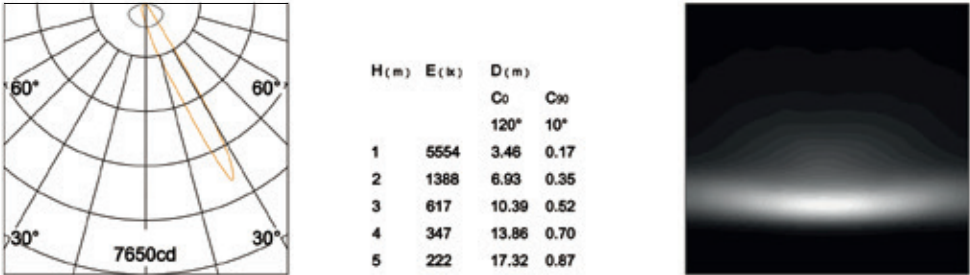 60° 60°
30° 30°
7650cd
H(m) E(lx) D(m)
C0 C90
120° 10°
1 5554 3.46 0.17
2 1388 6.93 0.35
3 617 10.39 0.52
4 347 13.86 0.70
5 222 17.32 0.87